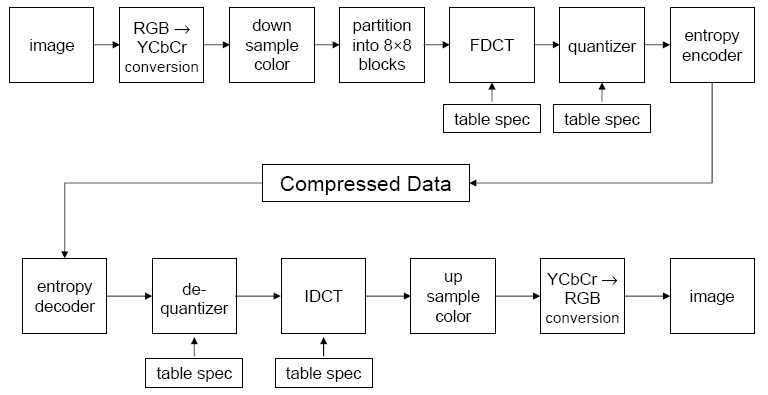 image
RGB →
YCbCr
conversion
down
sample
color
partition
into 8×8
blocks
FDCT
quantizer
entropy
encoder
table spec
table spec
Compressed Data
entropy
decoder
de-
quantizer
IDCT
up
sample
color
YCbCr →
RGB
conversion
image
table spec
table spec